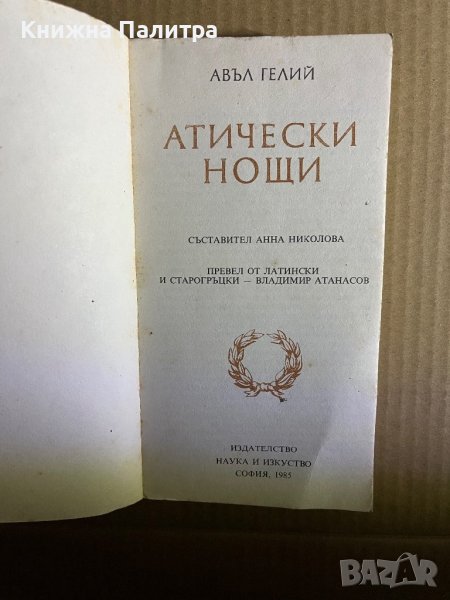 Книжна Палитра
АВЪЛ ГЕЛИЙ
АТИЧЕСКИ
НОЩИ
СЪСТАВИТЕЛ АННА НИКОЛОВА
ПРЕВЕЛ ОТ ЛАТИНСКИ
И СТАРОГРЪЦКИ – ВЛАДИМИР АТАНАСОВ
ИЗДАТЕЛСТВО
НАУКА И ИЗКУСТВО
СОФИЯ, 1985
BAZAR